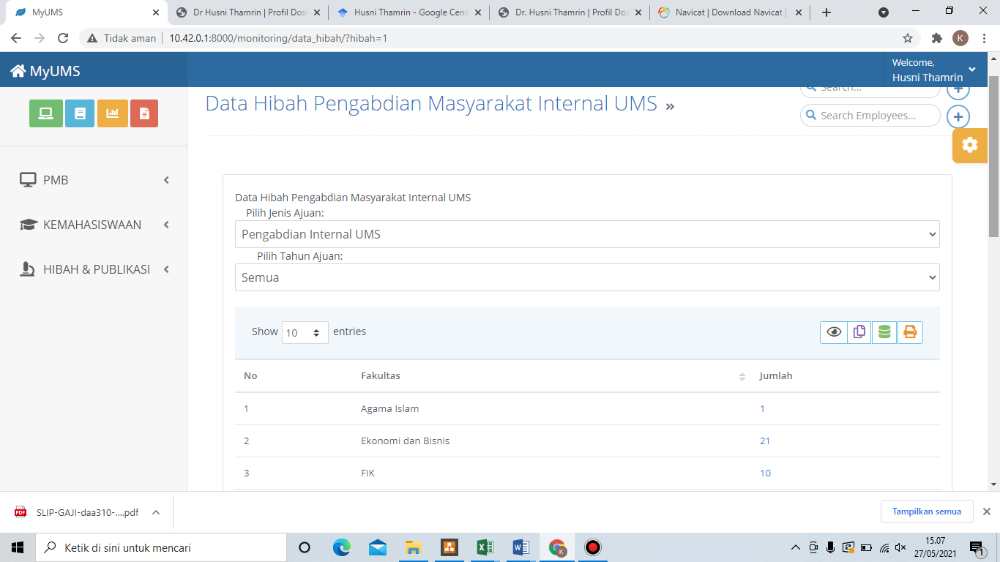 MyUMS
Dr Husni Thamrin | Profil Dos
Husni Thamrin - Google Cend
Dr. Husni Thamrin | Profil Dos
Navicat | Download Navicat |
Tidak aman
10.42.0.1:8000/monitoring/data_hibah/?hibah=1
K
MyUMS
Welcome,
Husni Thamrin
Data Hibah Pengabdian Masyarakat Internal UMS »
Search...
Search Employees...
PMB
KEMAHASISWAAN
HIBAH & PUBLIKASI
Data Hibah Pengabdian Masyarakat Internal UMS
Pilih Jenis Ajuan:
Pengabdian Internal UMS
Pilih Tahun Ajuan:
Semua
Show 10 entries
No Fakultas Jumlah
1 Agama Islam 1
2 Ekonomi dan Bisnis 21
3 FIK 10
PDF
SLIP-GAJI-daa310-....pdf
Tampilkan semua
Ketik di sini untuk mencari
K
15.07
27/05/2021
1